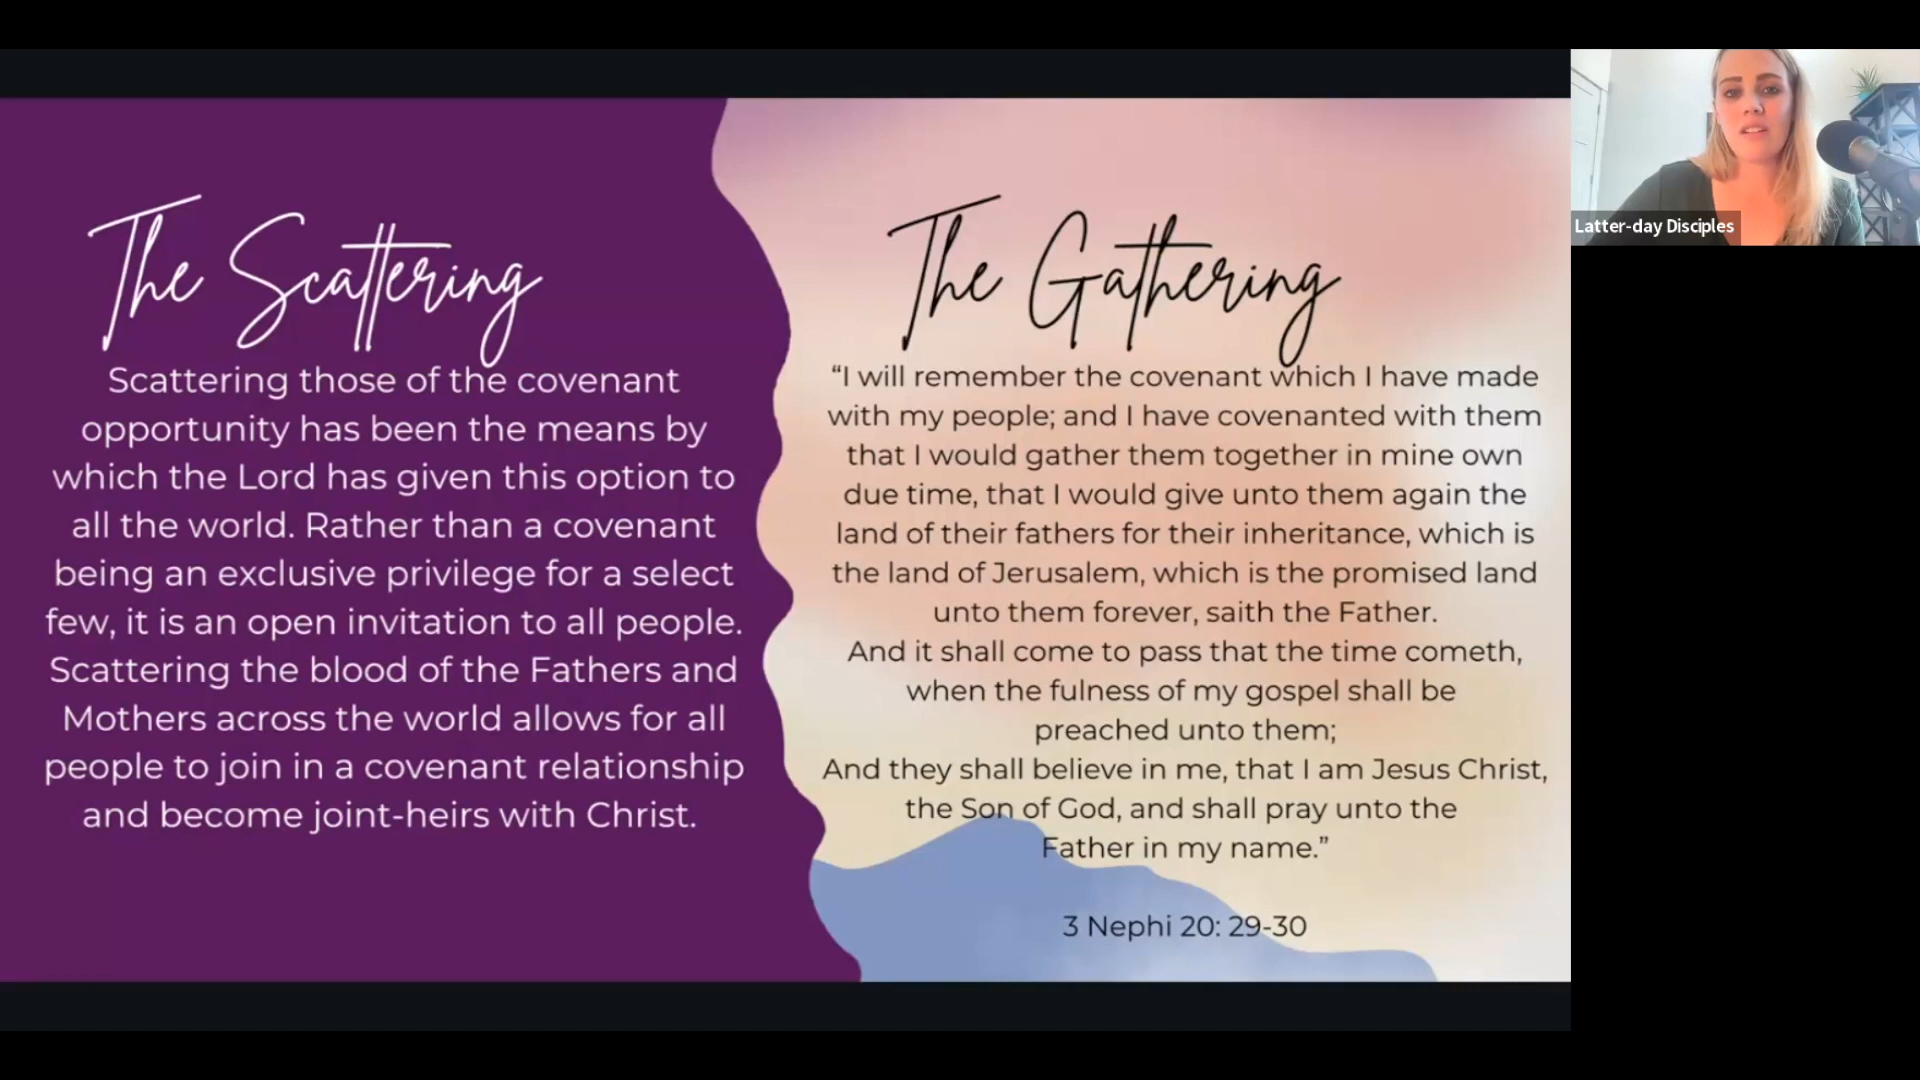 The Scattering
Scattering those of the covenant
opportunity has been the means by
which the Lord has given this option to
all the world. Rather than a covenant
being an exclusive privilege for a select
few, it is an open invitation to all people.
Scattering the blood of the Fathers and
Mothers across the world allows for all
people to join in a covenant relationship
and become joint-heirs with Christ.
The Gathering
“I will remember the covenant which I have made
with my people; and I have covenanted with them
that I would gather them together in mine own
due time, that I would give unto them again the
land of their fathers for their inheritance, which is
the land of Jerusalem, which is the promised land
unto them forever, saith the Father.
And it shall come to pass that the time cometh,
when the fulness of my gospel shall be
preached unto them;
And they shall believe in me, that I am Jesus Christ,
the Son of God, and shall pray unto the
Father in my name.”
3 Nephi 20: 29-30
Latter-day Disciples